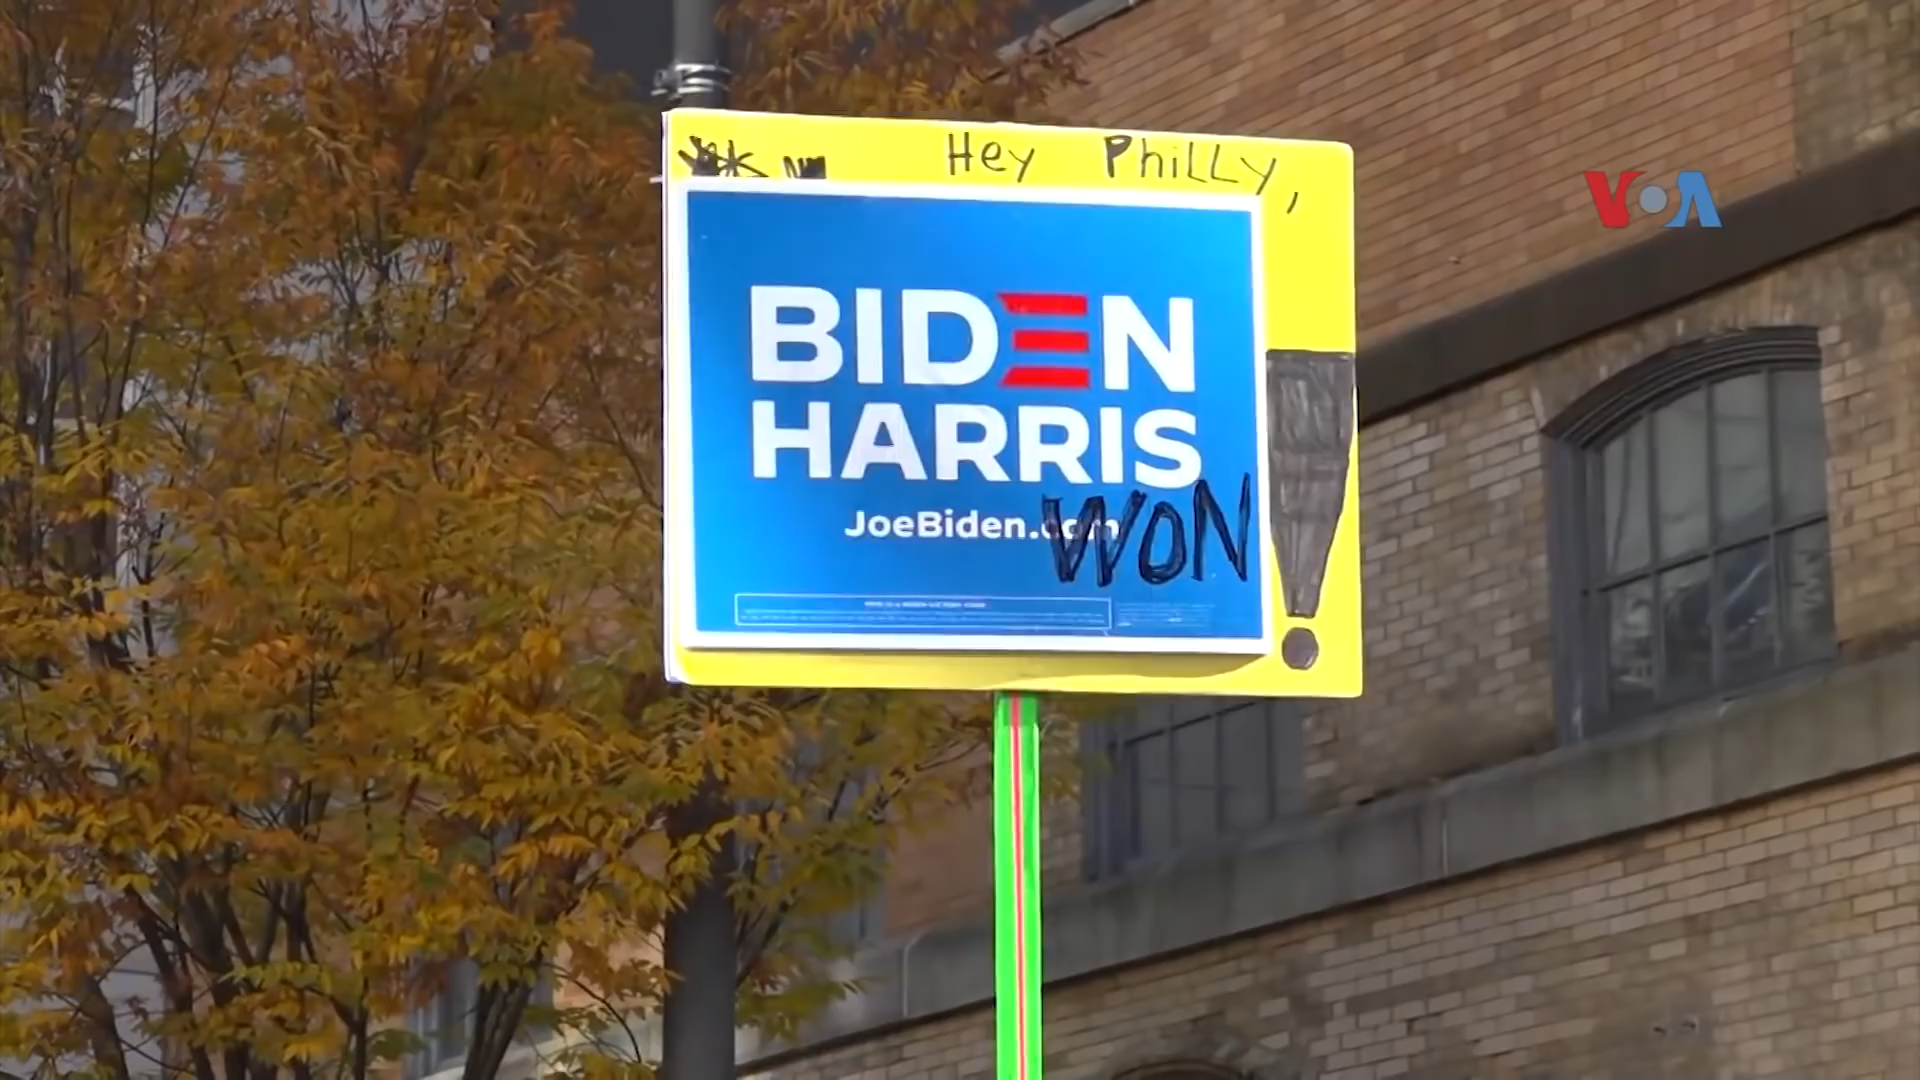 Hey PhiLLy,
VOA
BIDEN
HARRIS
JoeBiden.com
WON!